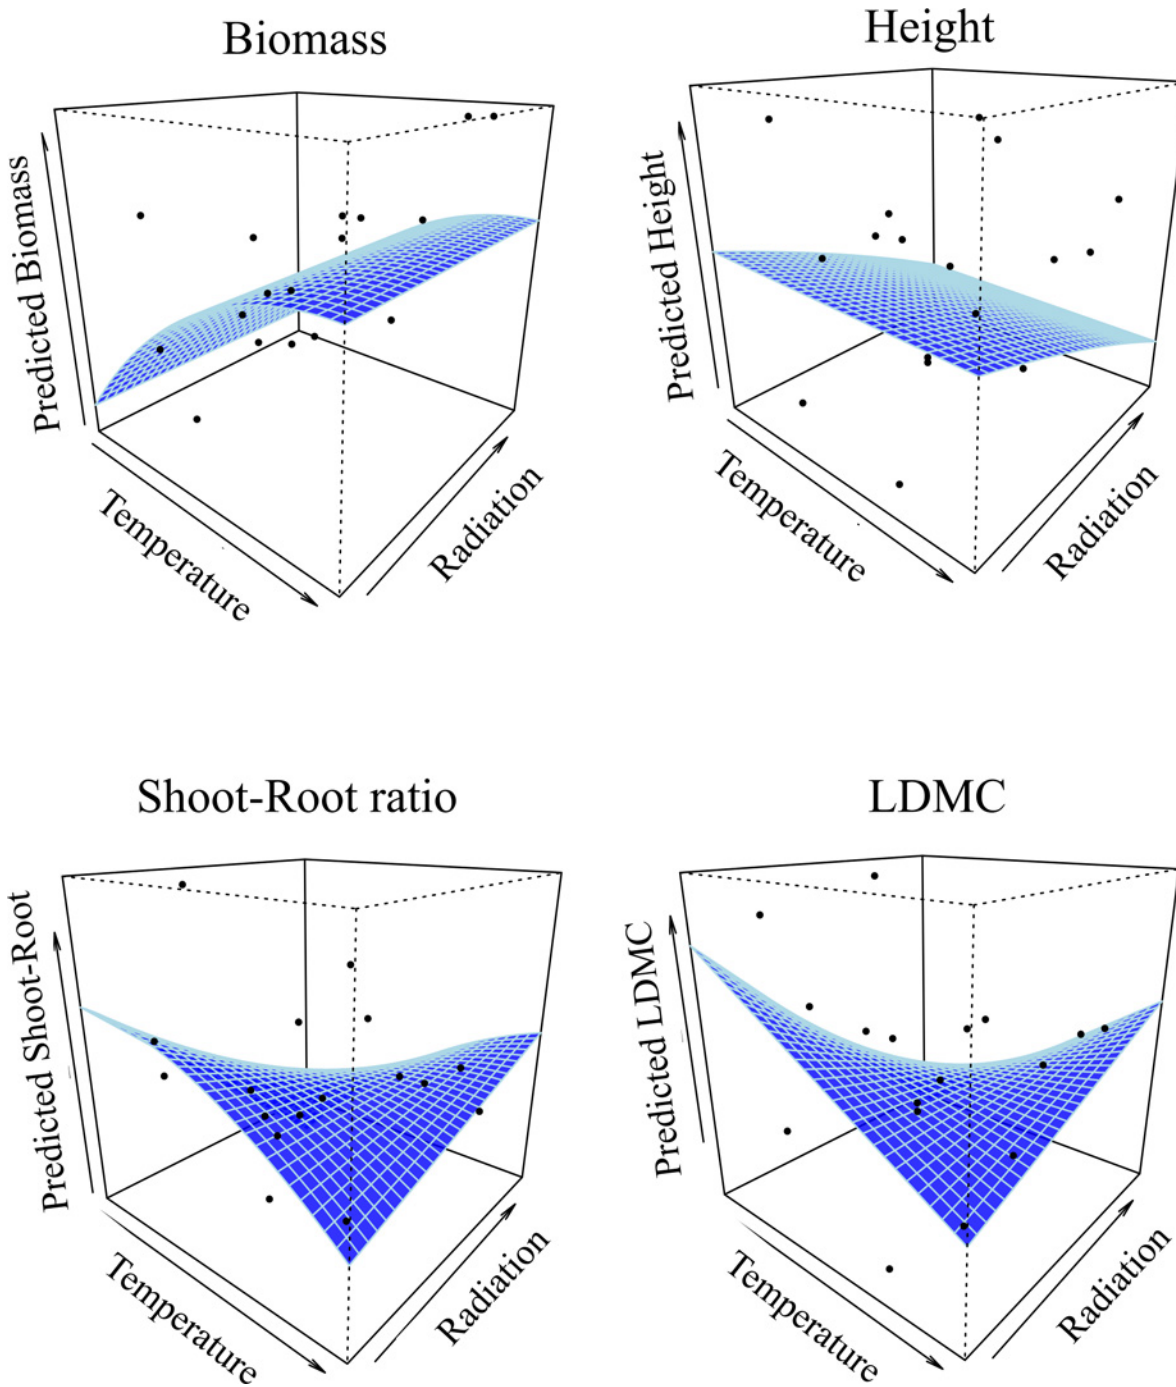 Biomass
Height
Predicted Biomass
Temperature
Radiation
Predicted Height
Temperature
Radiation
Shoot-Root ratio
LDMC
Predicted Shoot-Root
Temperature
Radiation
Predicted LDMC
Temperature
Radiation